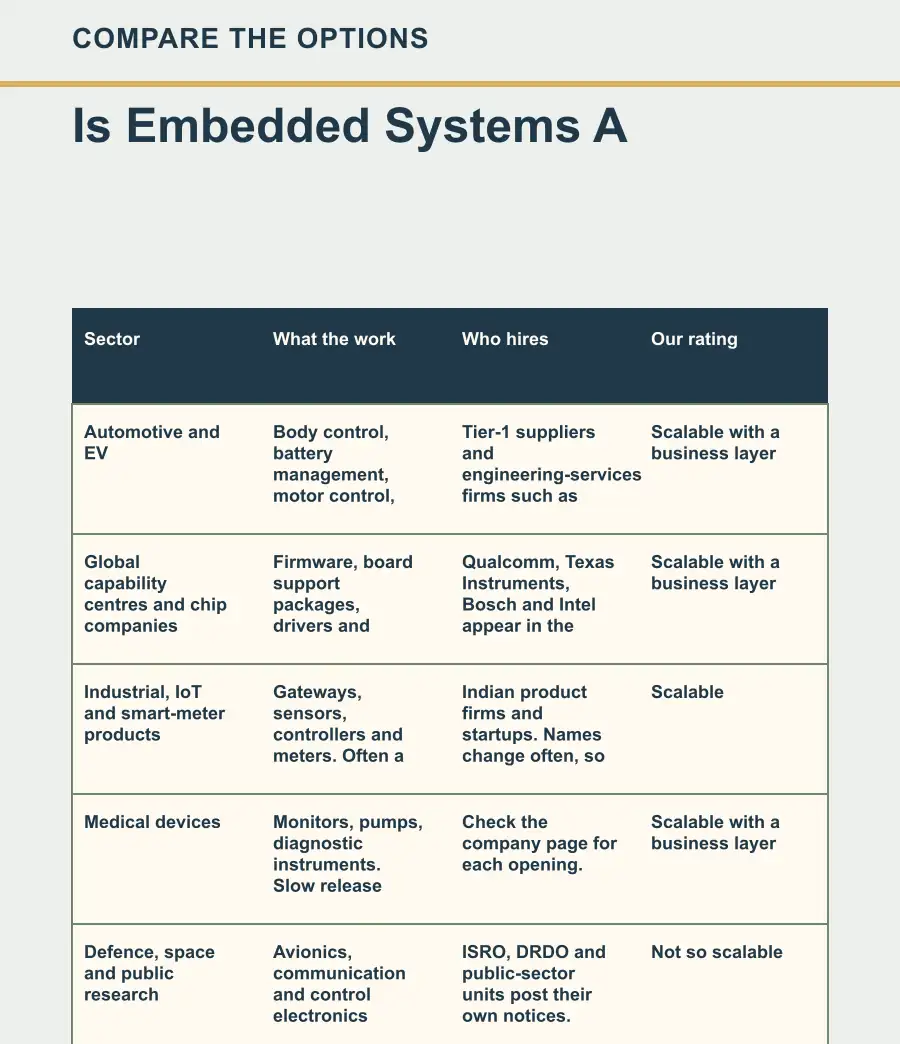 COMPARE THE OPTIONS
Is Embedded Systems A
Sector
What the work
Who hires
Our rating
Automotive and
EV
Body control,
battery
management,
motor control,
Tier-1 suppliers
and
engineering-services
firms such as
Scalable with a
business layer
Global
capability
centres and chip
companies
Firmware, board
support
packages,
drivers and
Qualcomm, Texas
Instruments,
Bosch and Intel
appear in the
Scalable with a
business layer
Industrial, IoT
and smart-meter
products
Gateways,
sensors,
controllers and
meters. Often a
Indian product
firms and
startups. Names
change often, so
Scalable
Medical devices
Monitors, pumps,
diagnostic
instruments.
Slow release
Check the
company page for
each opening.
Scalable with a
business layer
Defence, space
and public
research
Avionics,
communication
and control
electronics
ISRO, DRDO and
public-sector
units post their
own notices.
Not so scalable